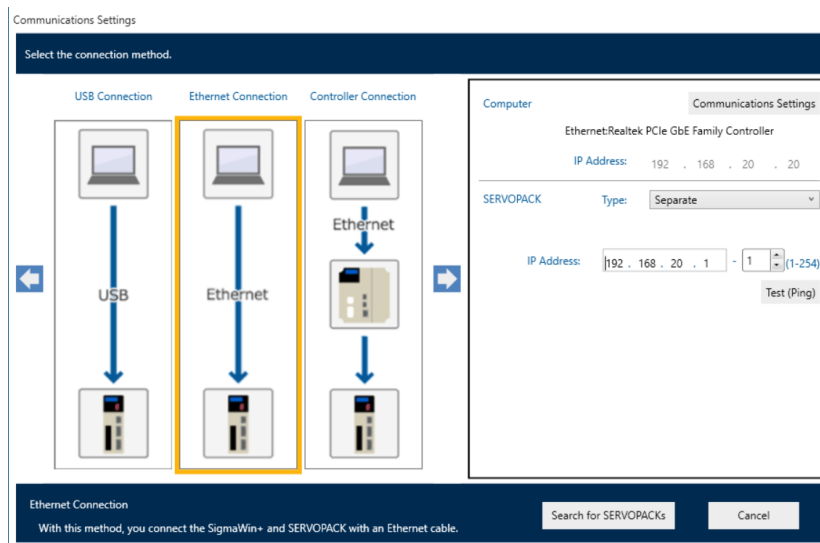 Communications Settings
Select the connection method.
USB Connection
Ethernet Connection
Controller Connection
USB
Ethernet
Ethernet
Computer
Communications Settings
Ethernet:Realtek PCIe GbE Family Controller
IP Address: 192 . 168 . 20 . 20
SERVOPACK Type: Separate
IP Address: 192 . 168 . 20 . 1 - 1 (1-254)
Test (Ping)
Ethernet Connection
With this method, you connect the SigmaWin+ and SERVOPACK with an Ethernet cable.
Search for SERVOPACKs
Cancel